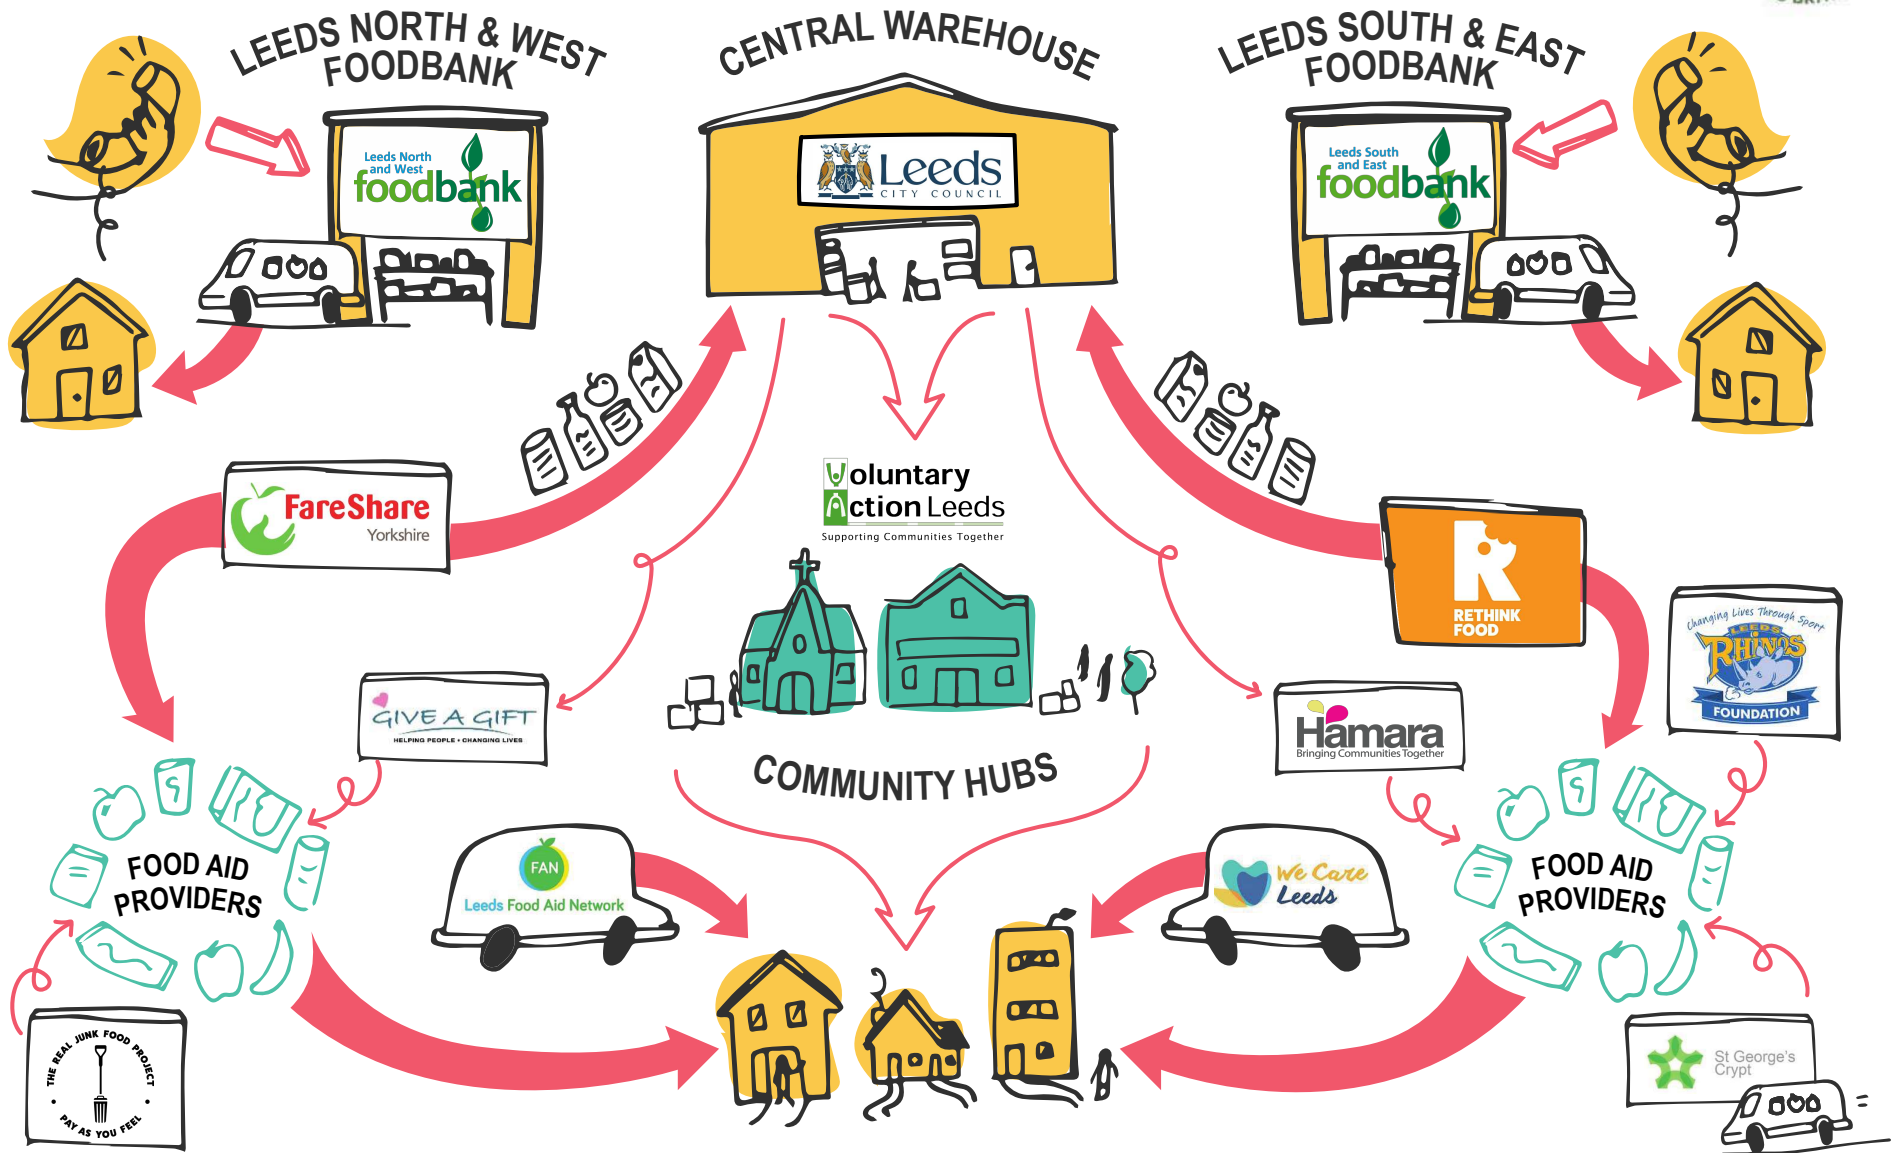 LEEDS NORTH & WEST
FOODBANK
CENTRAL WAREHOUSE
LEEDS SOUTH & EAST
FOODBANK
Leeds North
and West
foodbank
Leeds
CITY COUNCIL
Leeds South
and East
foodbank
Voluntary
Action Leeds
Supporting Communities Together
FareShare
Yorkshire
RETHINK
FOOD
Changing Lives Through Sport
LEEDS
RHINOS
FOUNDATION
GIVE A GIFT
HELPING PEOPLE • CHANGING LIVES
Hamara
Bringing Communities Together
COMMUNITY HUBS
FOOD AID
PROVIDERS
FAN
Leeds Food Aid Network
We Care
Leeds
FOOD AID
PROVIDERS
THE REAL JUNK FOOD PROJECT
• PAY AS YOU FEEL •
St George's
Crypt